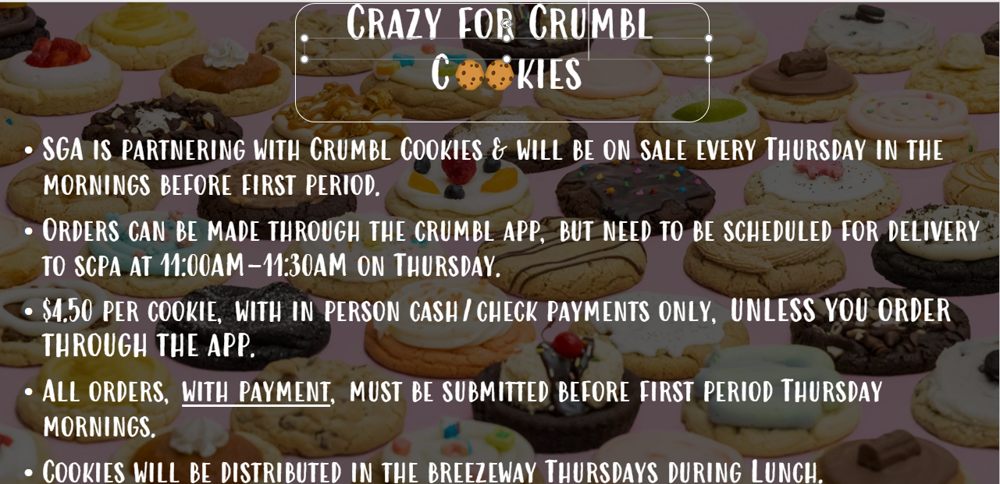 Crazy for Crumbl
C🍪🍪kies
• SGA is partnering with Crumbl Cookies & will be on sale every Thursday in the
mornings before first period.
• Orders can be made through the crumbl app, but need to be scheduled for delivery
to scpa at 11:00am-11:30am on Thursday.
• $4.50 per cookie, with in person cash/check payments only, UNLESS YOU ORDER
THROUGH THE APP.
• All orders, with payment, must be submitted before first period Thursday
mornings.
• Cookies will be distributed in the breezeway Thursdays during Lunch.